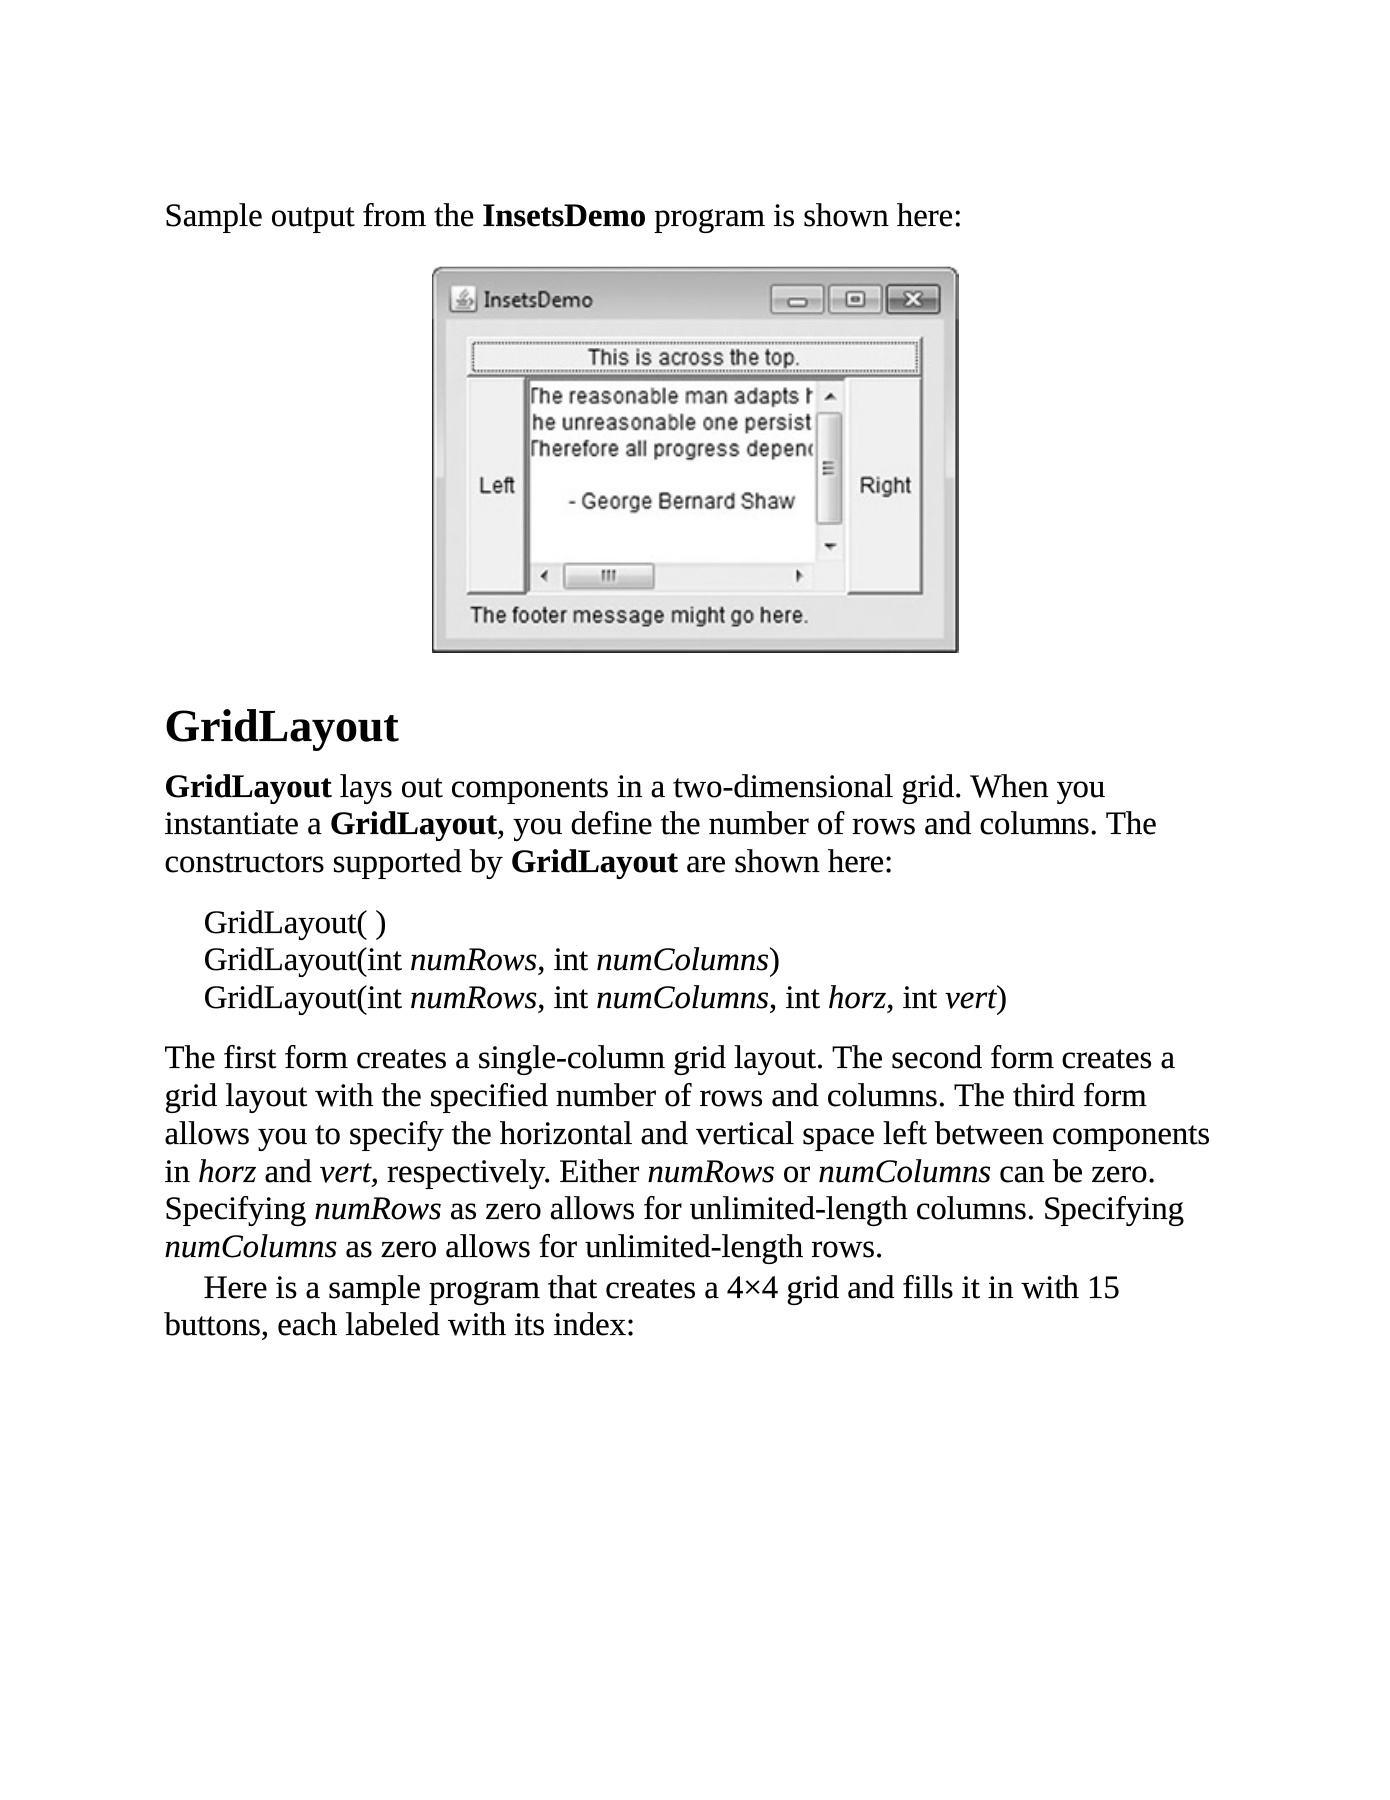 Sample output from the InsetsDemo program is shown here:
InsetsDemo
This is across the top.
The reasonable man adapts h
he unreasonable one persist
Therefore all progress depend
Left
- George Bernard Shaw
Right
The footer message might go here.
GridLayout
GridLayout lays out components in a two-dimensional grid. When you
instantiate a GridLayout, you define the number of rows and columns. The
constructors supported by GridLayout are shown here:
GridLayout( )
GridLayout(int numRows, int numColumns)
GridLayout(int numRows, int numColumns, int horz, int vert)
The first form creates a single-column grid layout. The second form creates a
grid layout with the specified number of rows and columns. The third form
allows you to specify the horizontal and vertical space left between components
in horz and vert, respectively. Either numRows or numColumns can be zero.
Specifying numRows as zero allows for unlimited-length columns. Specifying
numColumns as zero allows for unlimited-length rows.
Here is a sample program that creates a 4×4 grid and fills it in with 15
buttons, each labeled with its index: